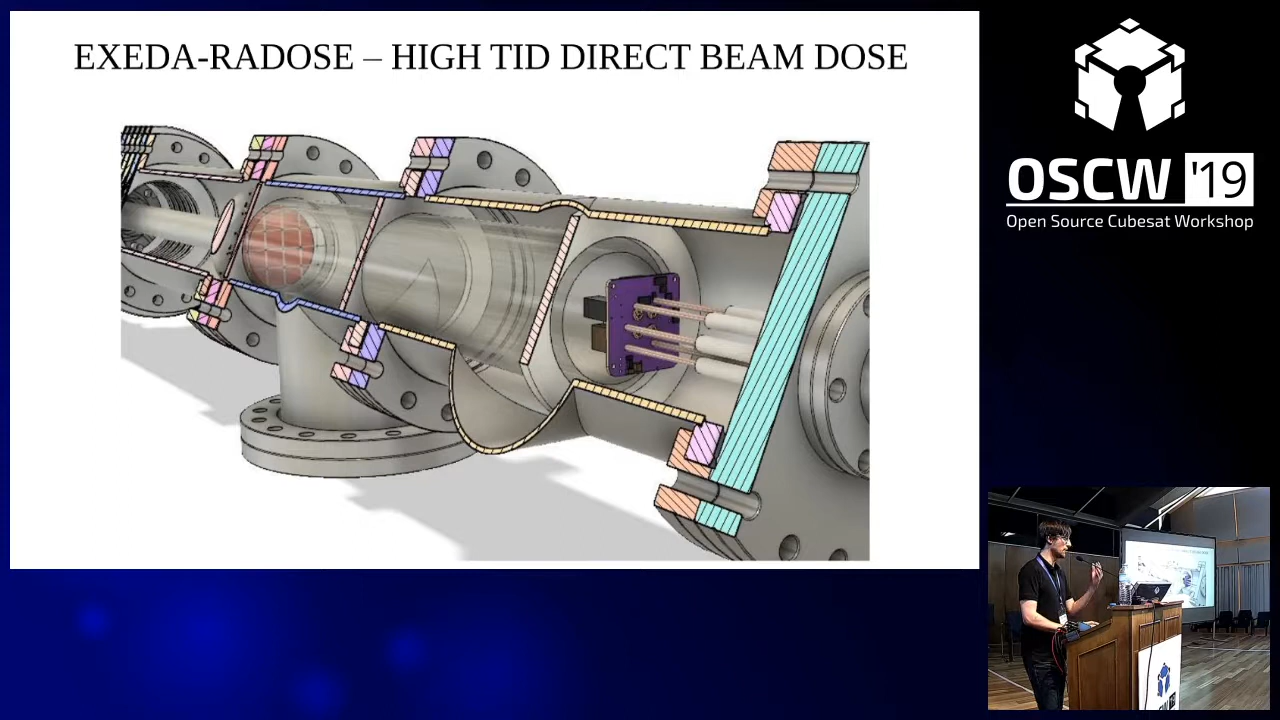 EXEDA-RADOSE – HIGH TID DIRECT BEAM DOSE
OSCW '19
Open Source Cubesat Workshop